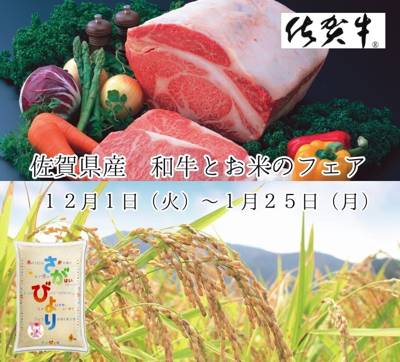 佐賀牛®
佐賀県産　和牛とお米のフェア
１２月１日（火）～１月２５日（月）
さが
びより